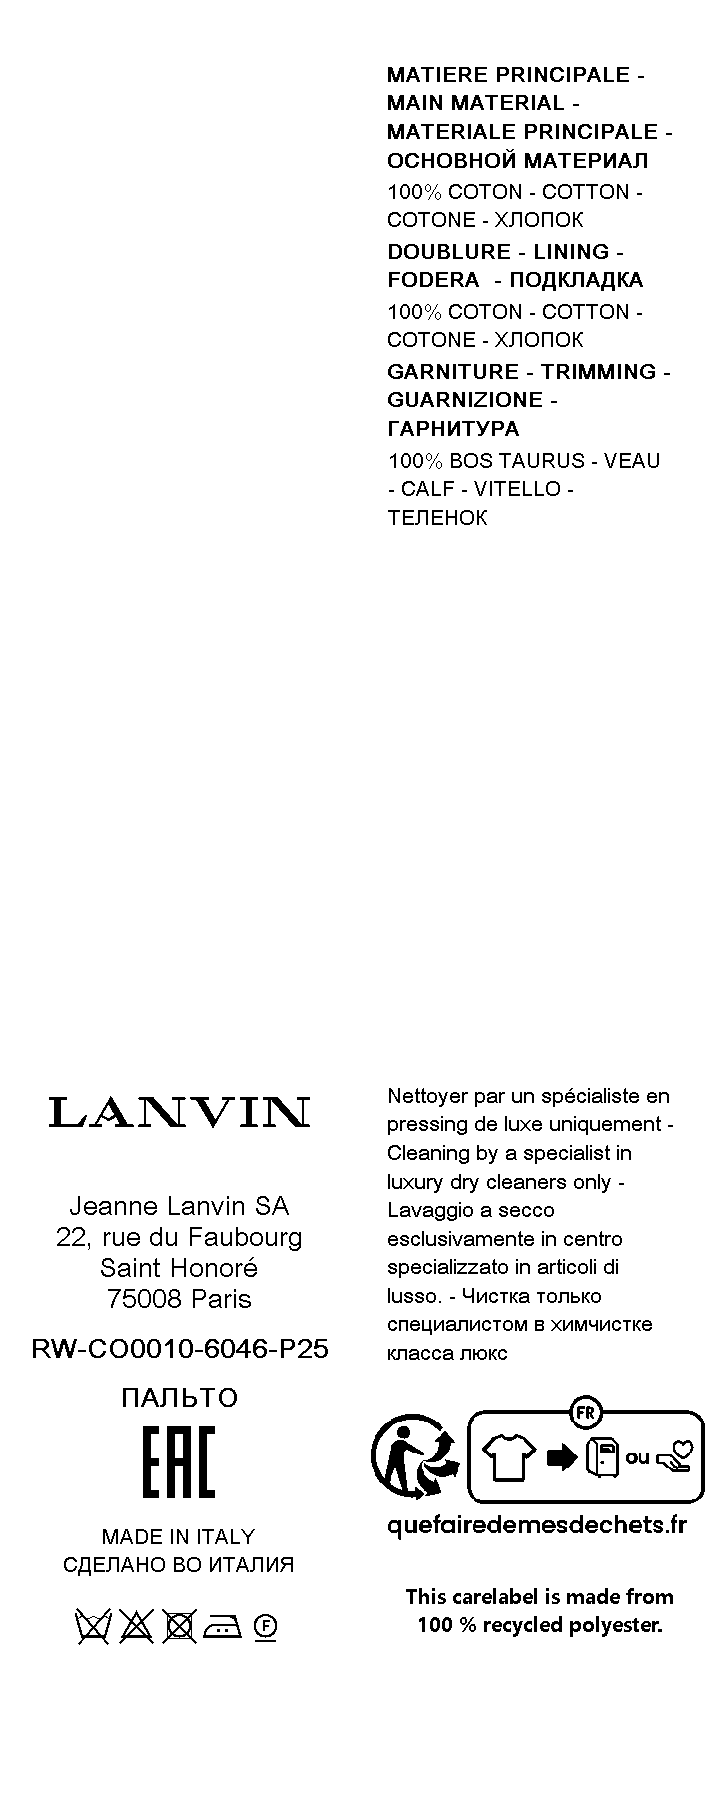 MATIERE PRINCIPALE -
MAIN MATERIAL -
MATERIALE PRINCIPALE -
ОСНОВНОЙ МАТЕРИАЛ
100% COTON - COTTON -
COTONE - ХЛОПОК
DOUBLURE - LINING -
FODERA - ПОДКЛАДКА
100% COTON - COTTON -
COTONE - ХЛОПОК
GARNITURE - TRIMMING -
GUARNIZIONE -
ГАРНИТУРА
100% BOS TAURUS - VEAU
- CALF - VITELLO -
ТЕЛЕНОК
LANVIN
Jeanne Lanvin SA
22, rue du Faubourg
Saint Honoré
75008 Paris
RW-CO0010-6046-P25
ПАЛЬТО
EAC
MADE IN ITALY
СДЕЛАНО ВО ИТАЛИЯ
F
Nettoyer par un spécialiste en
pressing de luxe uniquement -
Cleaning by a specialist in
luxury dry cleaners only -
Lavaggio a secco
esclusivamente in centro
specializzato in articoli di
lusso. - Чистка только
специалистом в химчистке
класса люкс
FR
ou
quefairedemesdechets.fr
This carelabel is made from
100 % recycled polyester.